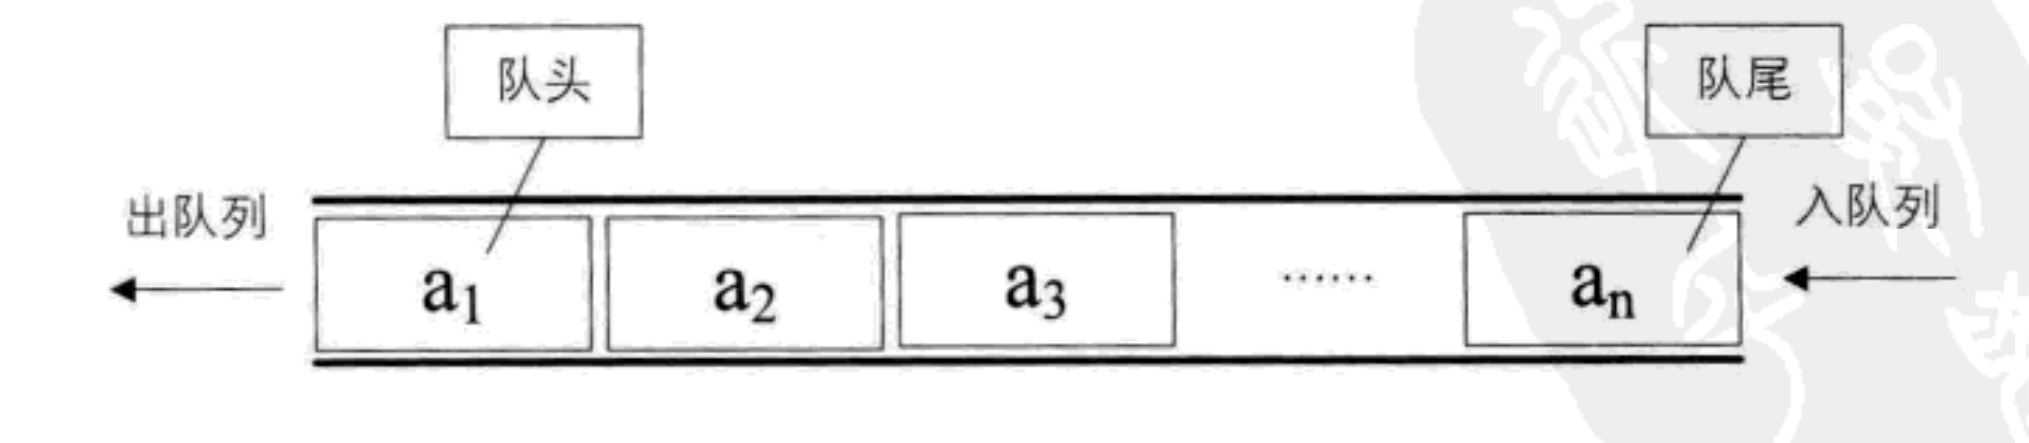 队头
队尾
出队列
入队列
a₁ a₂ a₃ ...... aₙ